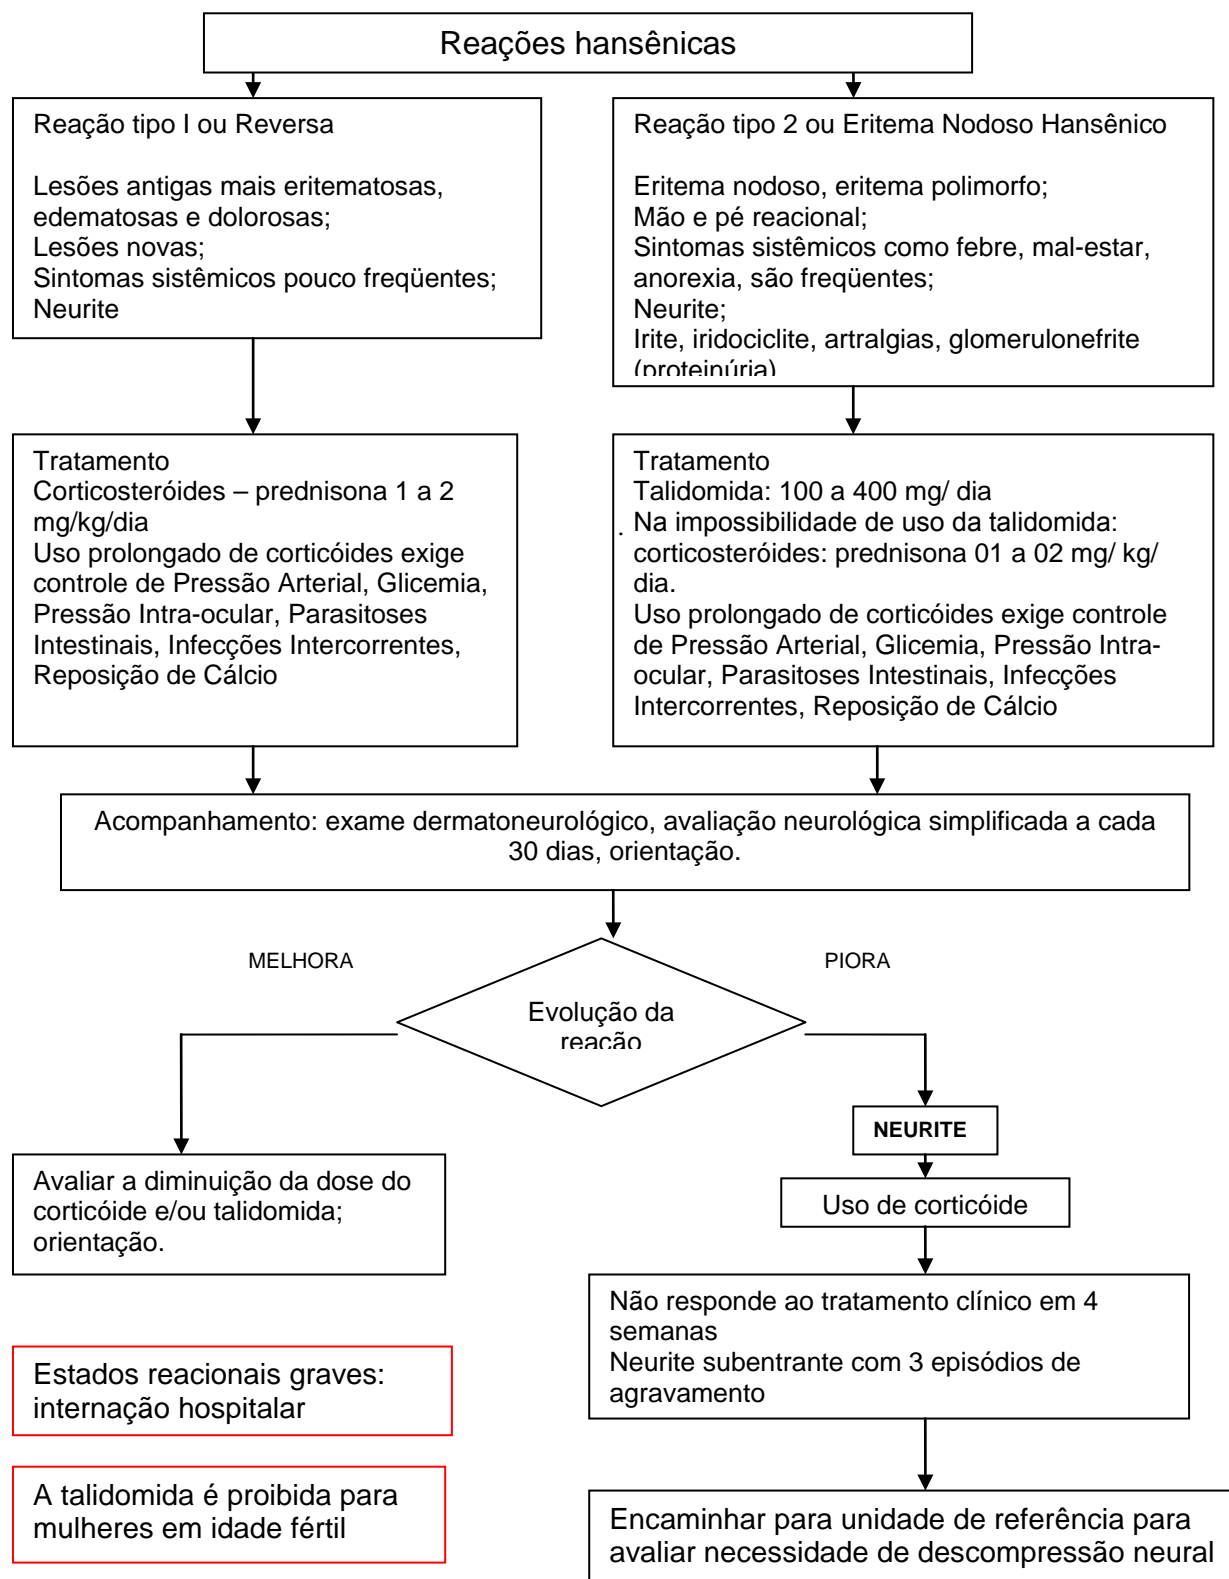 Reações hansênicas
Reação tipo I ou Reversa
Lesões antigas mais eritematosas,
edematosas e dolorosas;
Lesões novas;
Sintomas sistêmicos pouco freqüentes;
Neurite
Reação tipo 2 ou Eritema Nodoso Hansênico
Eritema nodoso, eritema polimorfo;
Mão e pé reacional;
Sintomas sistêmicos como febre, mal-estar,
anorexia, são freqüentes;
Neurite;
Irite, iridociclite, artralgias, glomerulonefrite
(proteinúria)
Tratamento
Corticosteróides – prednisona 1 a 2
mg/kg/dia
Uso prolongado de corticóides exige
controle de Pressão Arterial, Glicemia,
Pressão Intra-ocular, Parasitoses
Intestinais, Infecções Intercorrentes,
Reposição de Cálcio
.
Tratamento
Talidomida: 100 a 400 mg/ dia
Na impossibilidade de uso da talidomida:
corticosteróides: prednisona 01 a 02 mg/ kg/
dia.
Uso prolongado de corticóides exige controle
de Pressão Arterial, Glicemia, Pressão Intra-
ocular, Parasitoses Intestinais, Infecções
Intercorrentes, Reposição de Cálcio
Acompanhamento: exame dermatoneurológico, avaliação neurológica simplificada a cada
30 dias, orientação.
MELHORA
PIORA
Evolução da
reação
NEURITE
Avaliar a diminuição da dose do
corticóide e/ou talidomida;
orientação.
Uso de corticóide
Não responde ao tratamento clínico em 4
semanas
Neurite subentrante com 3 episódios de
agravamento
Estados reacionais graves:
internação hospitalar
A talidomida é proibida para
mulheres em idade fértil
Encaminhar para unidade de referência para
avaliar necessidade de descompressão neural